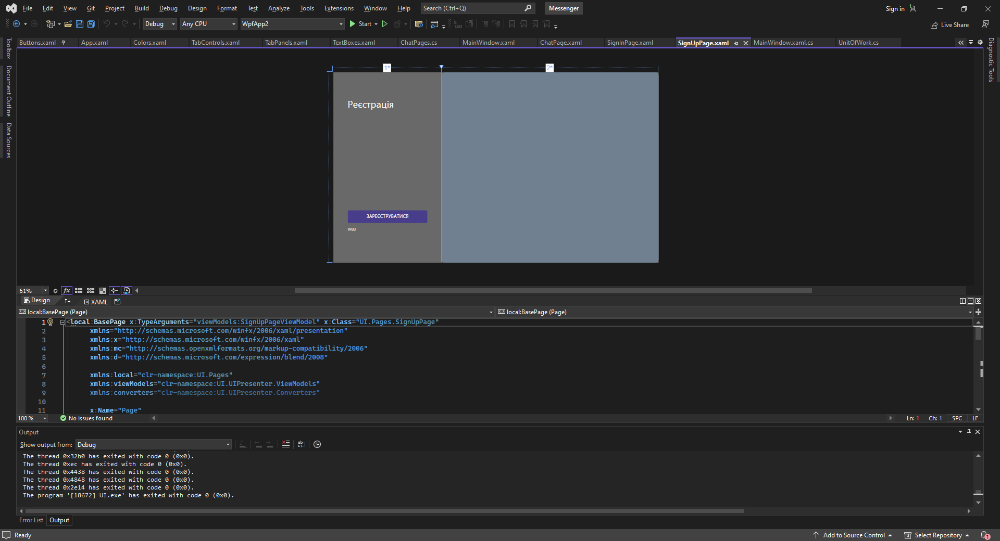 File Edit View Git Project Build Debug Design Format Test Analyze Tools Extensions Window Help Search (Ctrl+Q) Messenger Sign in
Debug Any CPU WpfApp2 Start Live Share
Buttons.xaml App.xaml Colors.xaml TabControls.xaml TabPanels.xaml TextBoxes.xaml ChatPages.cs MainWindow.xaml ChatPage.xaml SignInPage.xaml SignUpPage.xaml MainWindow.xaml.cs UnitOfWork.cs
Toolbox
Document Outline
Data Sources
Diagnostic Tools
1* 2*
Реєстрація
ЗАРЕЄСТРУВАТИСЯ
Вхід?
61% fx
Design XAML
local:BasePage (Page) local:BasePage (Page)
1 <local:BasePage x:TypeArguments="viewModels:SignUpPageViewModel" x:Class="UI.Pages.SignUpPage"
2 xmlns="http://schemas.microsoft.com/winfx/2006/xaml/presentation"
3 xmlns:x="http://schemas.microsoft.com/winfx/2006/xaml"
4 xmlns:mc="http://schemas.openxmlformats.org/markup-compatibility/2006"
5 xmlns:d="http://schemas.microsoft.com/expression/blend/2008"
6
7 xmlns:local="clr-namespace:UI.Pages"
8 xmlns:viewModels="clr-namespace:UI.UIPresenter.ViewModels"
9 xmlns:converters="clr-namespace:UI.UIPresenter.Converters"
10
11 x:Name="Page"
100 % No issues found Ln: 1 Ch: 1 SPC LF
Output
Show output from: Debug
The thread 0x32b0 has exited with code 0 (0x0).
The thread 0xec has exited with code 0 (0x0).
The thread 0x4438 has exited with code 0 (0x0).
The thread 0x4848 has exited with code 0 (0x0).
The thread 0x2e14 has exited with code 0 (0x0).
The program '[18672] UI.exe' has exited with code 0 (0x0).
Error List Output
Ready Add to Source Control Select Repository 1